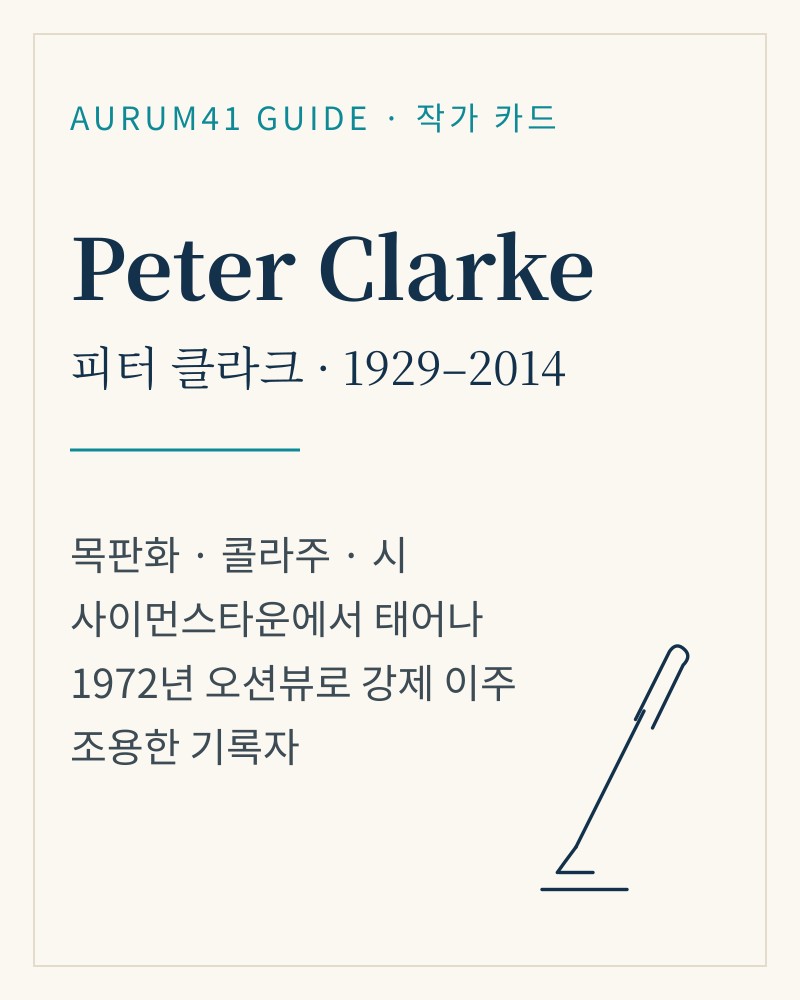 AURUM41 GUIDE · 작가 카드
Peter Clarke
피터 클라크 · 1929–2014
목판화 · 콜라주 · 시
사이먼스타운에서 태어나
1972년 오션뷰로 강제 이주
조용한 기록자